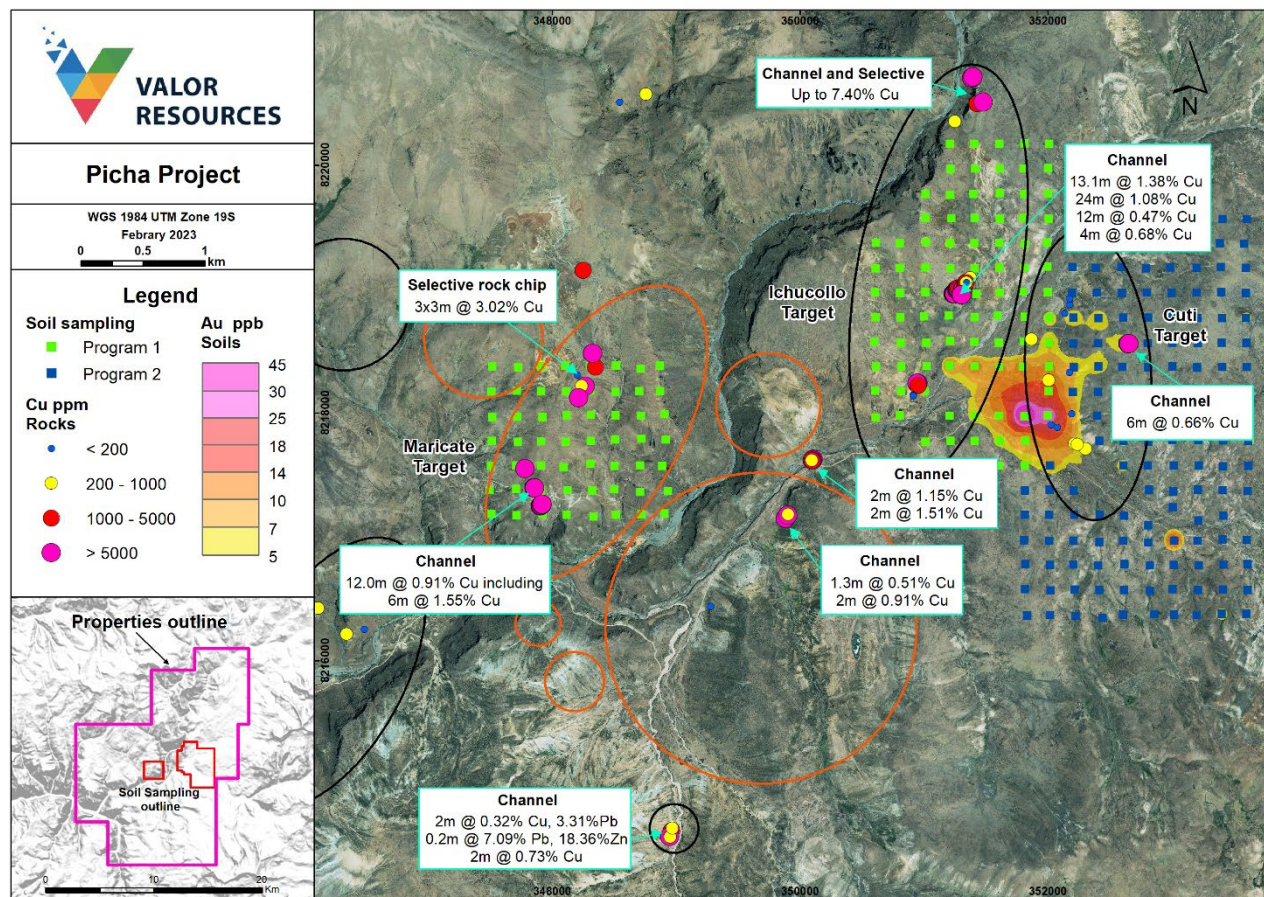 VALOR
RESOURCES
Picha Project
WGS 1984 UTM Zone 19S
Febrary 2023
0 0.5 1
km
Legend
Soil sampling
Program 1
Program 2
Cu ppm
Rocks
< 200
200 - 1000
1000 - 5000
> 5000
Au ppb
Soils
45
30
25
18
14
10
7
5
Properties outline
Soil Sampling
outline
0 10 20
Km
348000 350000 352000
N
8220000
8218000
8216000
Channel and Selective
Up to 7.40% Cu
Channel
13.1m @ 1.38% Cu
24m @ 1.08% Cu
12m @ 0.47% Cu
4m @ 0.68% Cu
Selective rock chip
3x3m @ 3.02% Cu
Ichucollo
Target
Cuti
Target
Channel
6m @ 0.66% Cu
Maricate
Target
Channel
2m @ 1.15% Cu
2m @ 1.51% Cu
Channel
12.0m @ 0.91% Cu including
6m @ 1.55% Cu
Channel
1.3m @ 0.51% Cu
2m @ 0.91% Cu
Channel
2m @ 0.32% Cu, 3.31%Pb
0.2m @ 7.09% Pb, 18.36%Zn
2m @ 0.73% Cu
348000 350000 352000